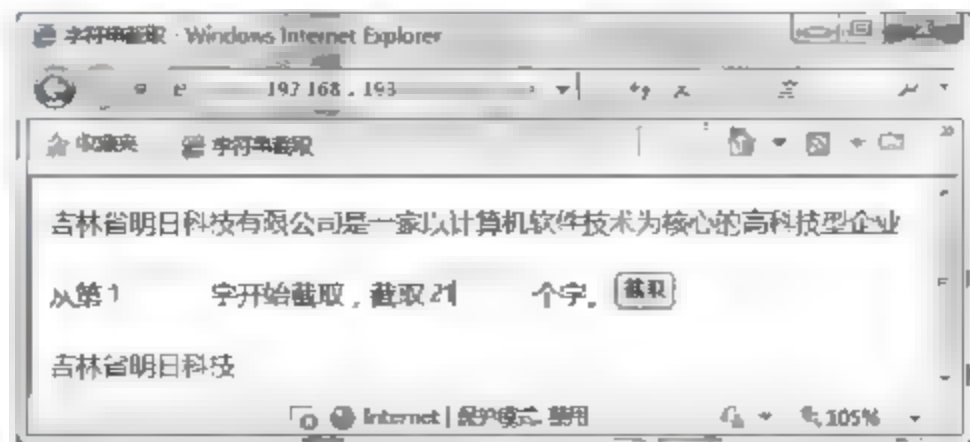 字符串截取 - Windows Internet Explorer
192.168.193
收藏夹 字符串截取
吉林省明日科技有限公司是一家以计算机软件技术为核心的高科技型企业
从第 1 字开始截取，截取 21 个字。 截取
吉林省明日科技
Internet | 保护模式: 禁用 105%